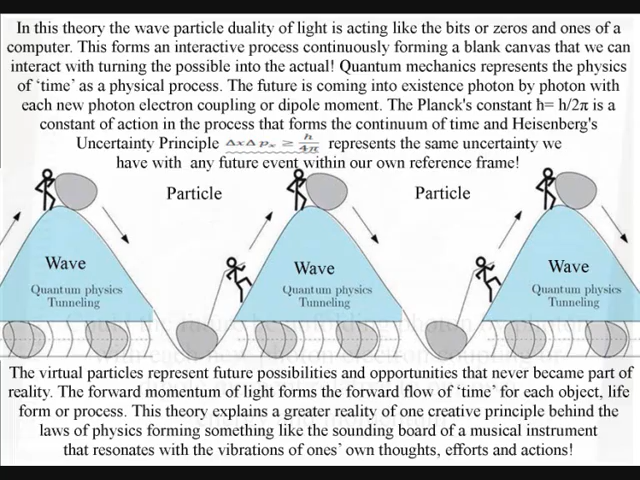 In this theory the wave particle duality of light is acting like the bits or zeros and ones of a
computer. This forms an interactive process continuously forming a blank canvas that we can
interact with turning the possible into the actual! Quantum mechanics represents the physics
of ‘time’ as a physical process. The future is coming into existence photon by photon with
each new photon electron coupling or dipole moment. The Planck's constant ħ= h/2π is a
constant of action in the process that forms the continuum of time and Heisenberg's
Uncertainty Principle Δx Δpₓ ≥ h/4π represents the same uncertainty we
have with any future event within our own reference frame!
Particle Particle
Wave Wave Wave
Quantum physics Quantum physics Quantum physics
Tunneling Tunneling Tunneling
The virtual particles represent future possibilities and opportunities that never became part of
reality. The forward momentum of light forms the forward flow of ‘time’ for each object, life
form or process. This theory explains a greater reality of one creative principle behind the
laws of physics forming something like the sounding board of a musical instrument
that resonates with the vibrations of ones’ own thoughts, efforts and actions!